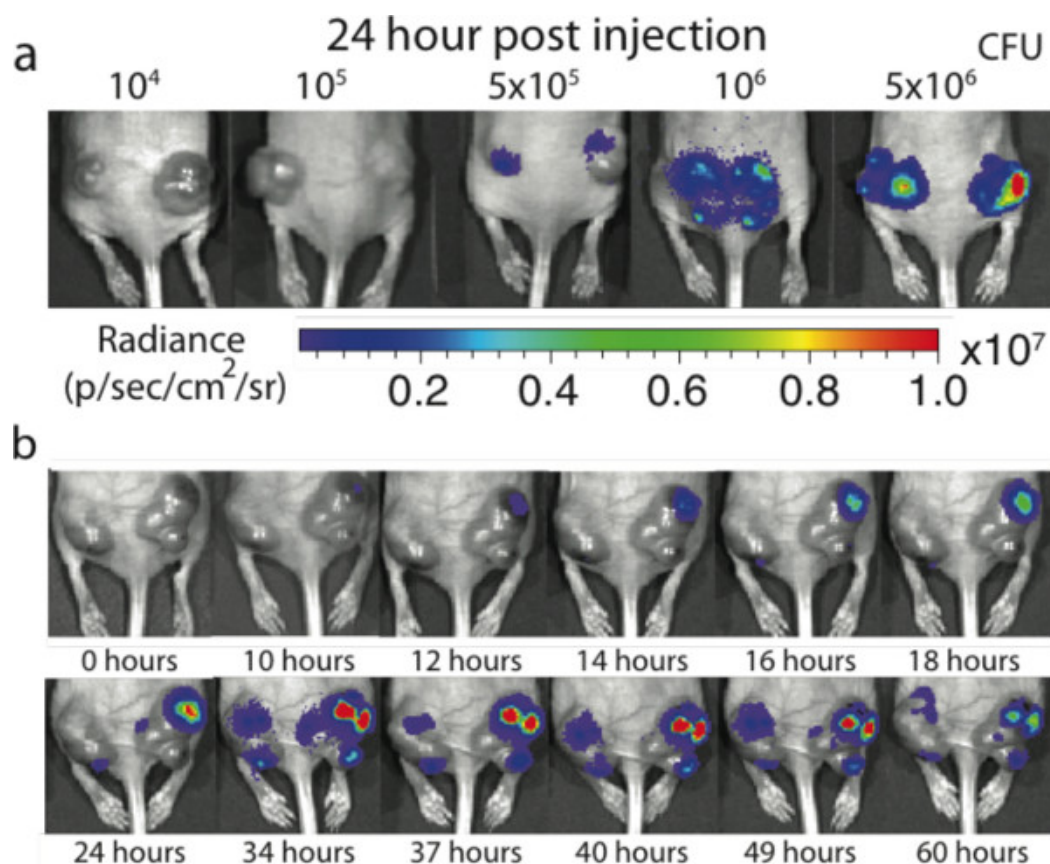 a
24 hour post injection
CFU
10⁴ 10⁵ 5x10⁵ 10⁶ 5x10⁶
Radiance
(p/sec/cm²/sr)
0.2 0.4 0.6 0.8 1.0
x10⁷
b
0 hours 10 hours 12 hours 14 hours 16 hours 18 hours
24 hours 34 hours 37 hours 40 hours 49 hours 60 hours